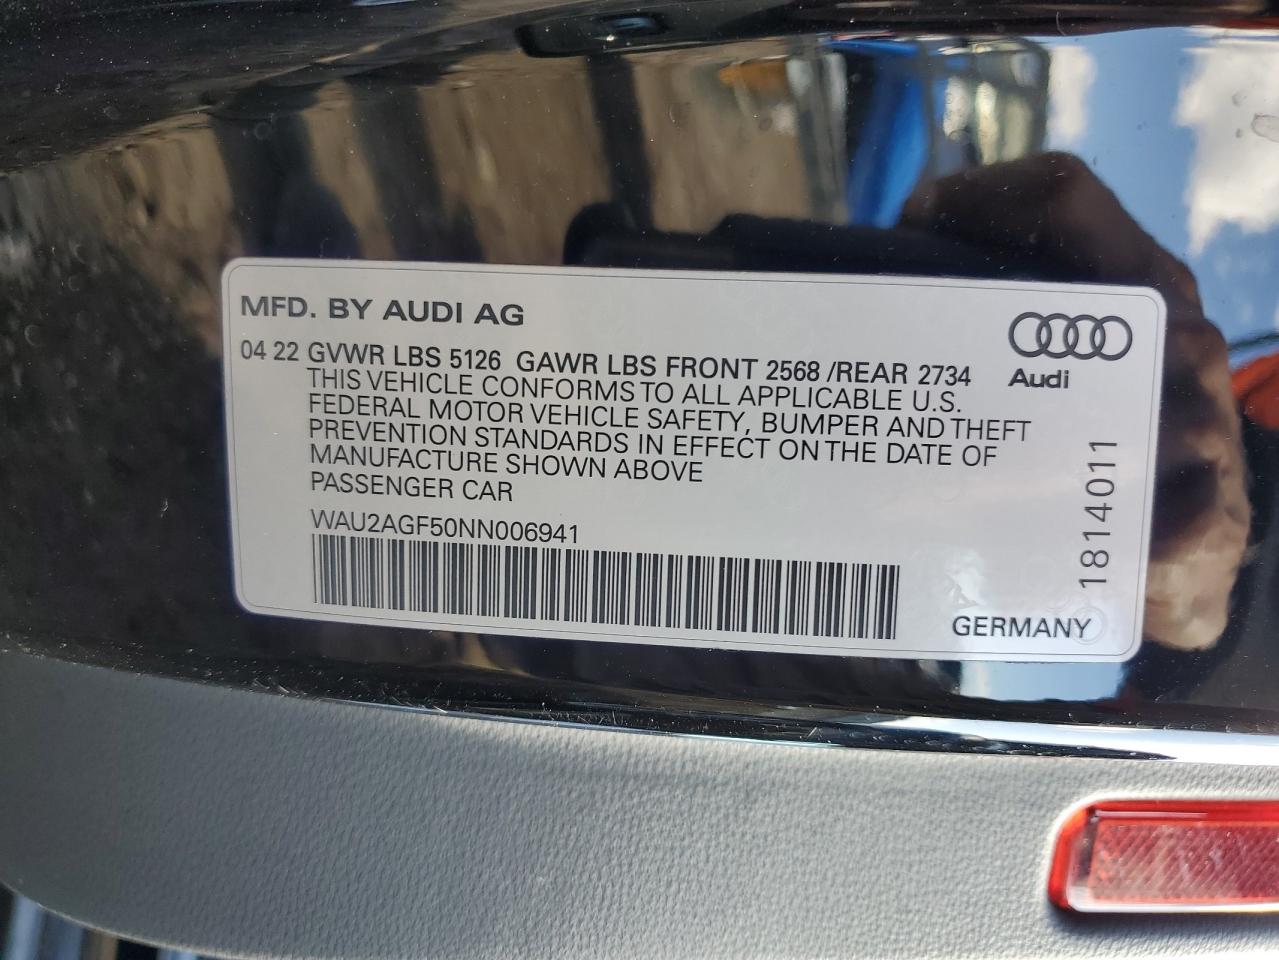 MFD. BY AUDI AG
04 22 GVWR LBS 5126 GAWR LBS FRONT 2568 /REAR 2734
THIS VEHICLE CONFORMS TO ALL APPLICABLE U.S.
FEDERAL MOTOR VEHICLE SAFETY, BUMPER AND THEFT
PREVENTION STANDARDS IN EFFECT ON THE DATE OF
MANUFACTURE SHOWN ABOVE
PASSENGER CAR
WAU2AGF50NN006941
Audi
1814011
GERMANY